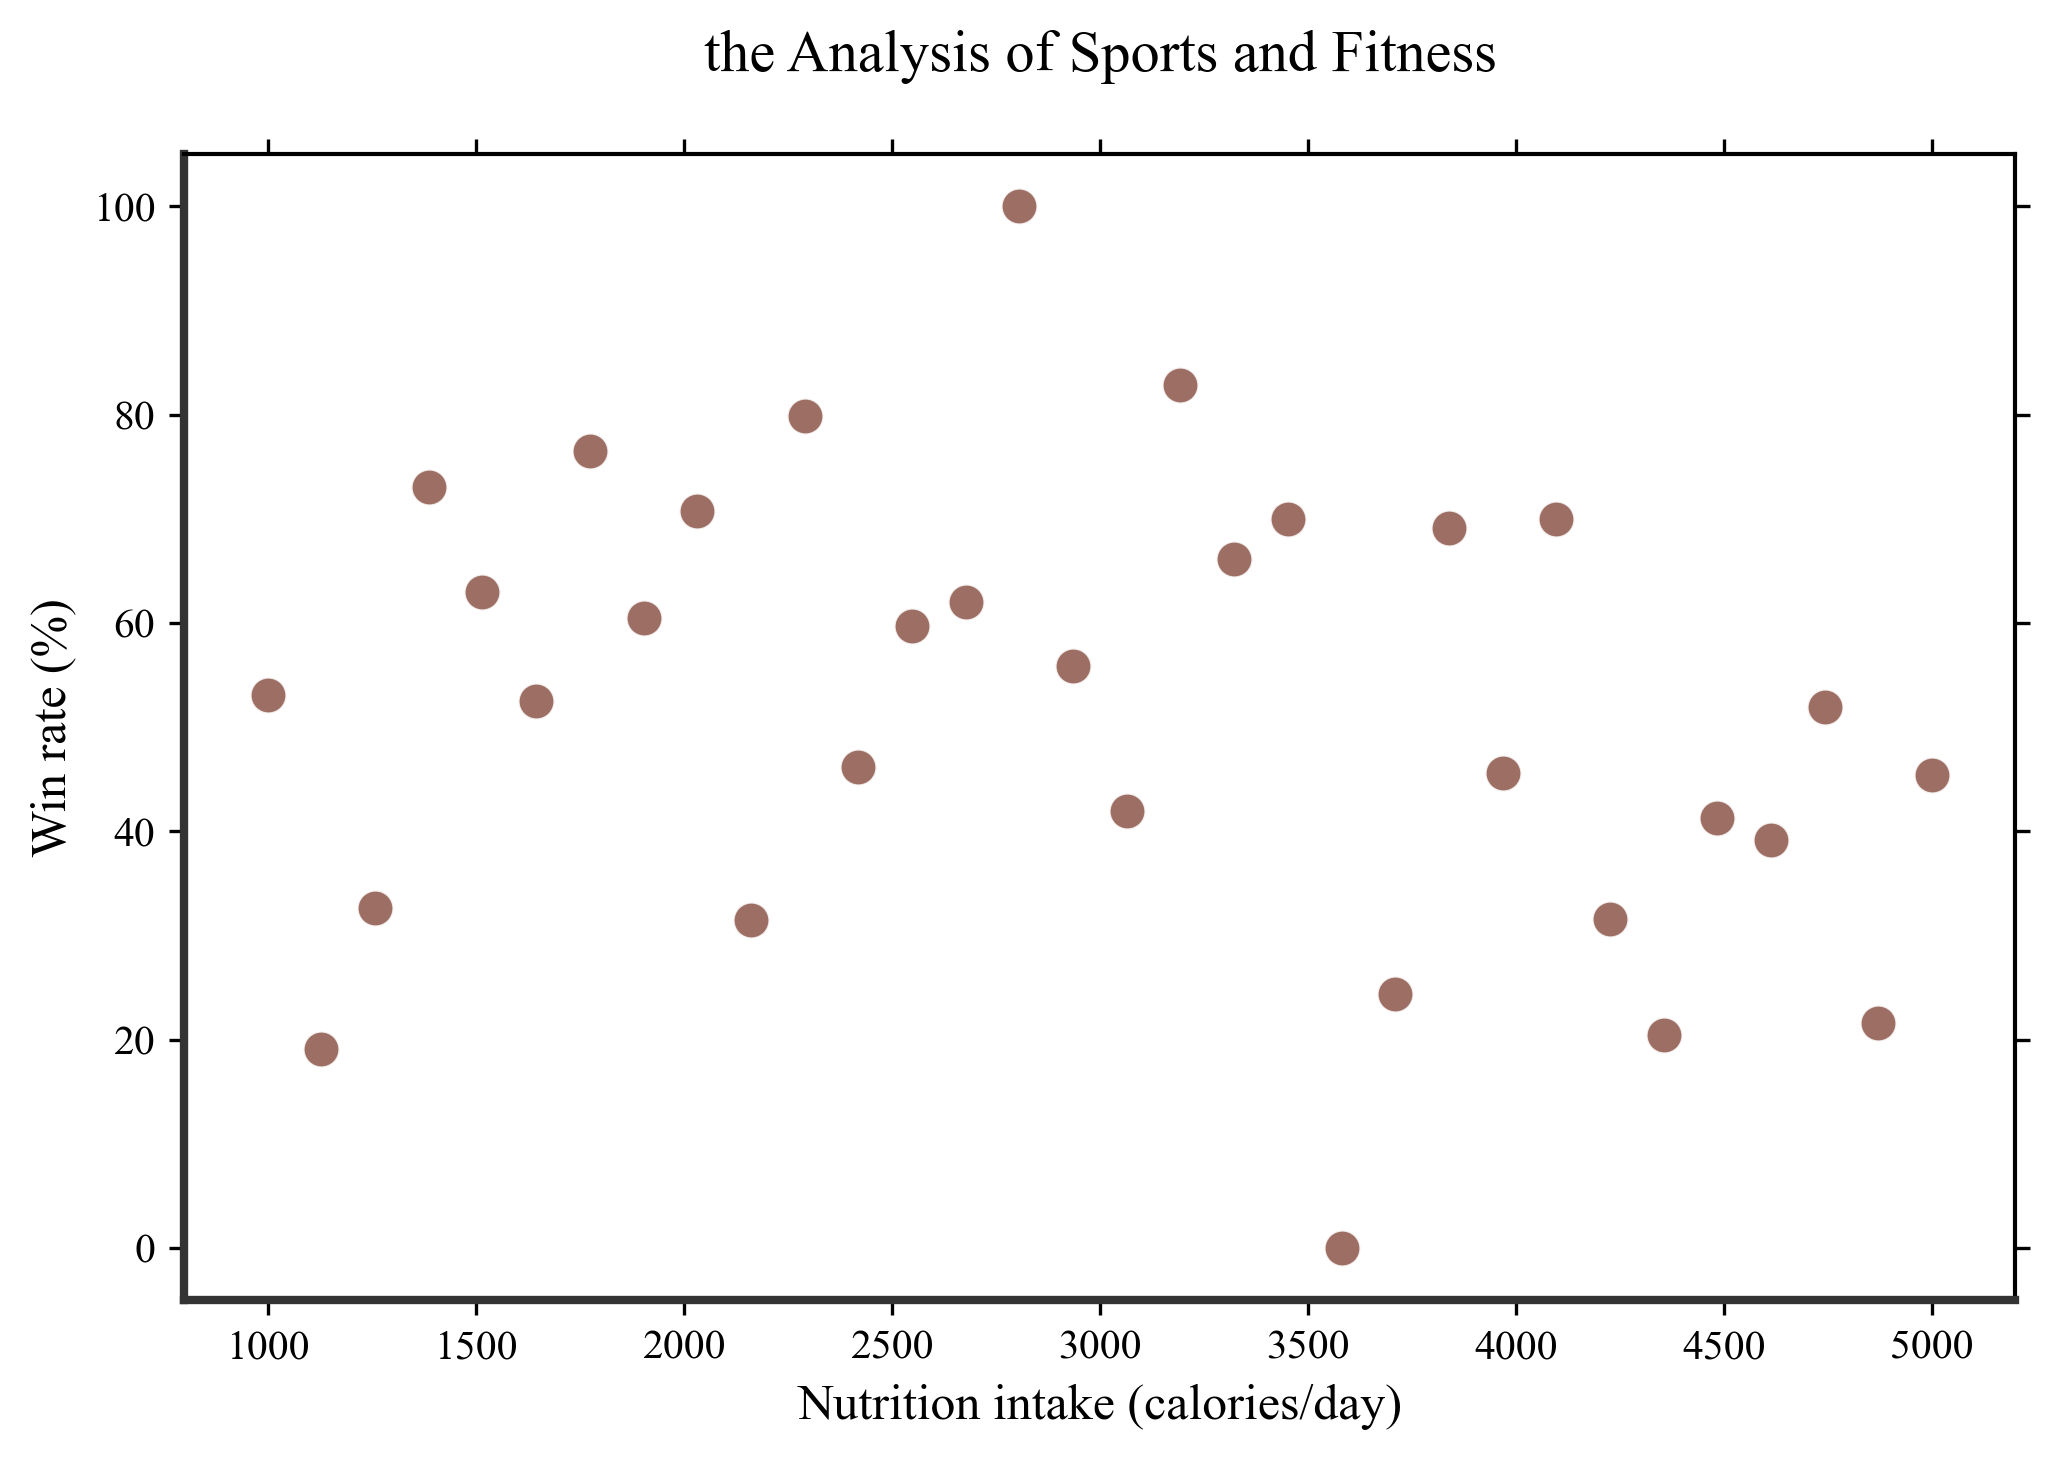 the Analysis of Sports and Fitness
100
80
60
40
20
0
Win rate (%)
1000 1500 2000 2500 3000 3500 4000 4500 5000
Nutrition intake (calories/day)